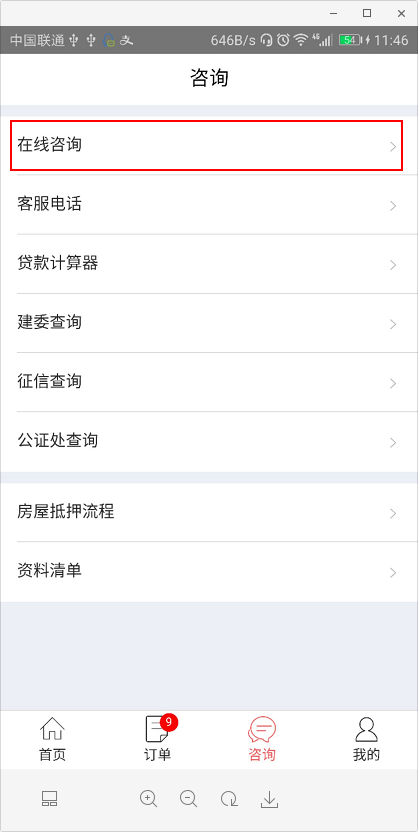 中国联通 646B/s 4G 54 11:46
咨询
在线咨询
客服电话
贷款计算器
建委查询
征信查询
公证处查询
房屋抵押流程
资料清单
9
首页 订单 咨询 我的